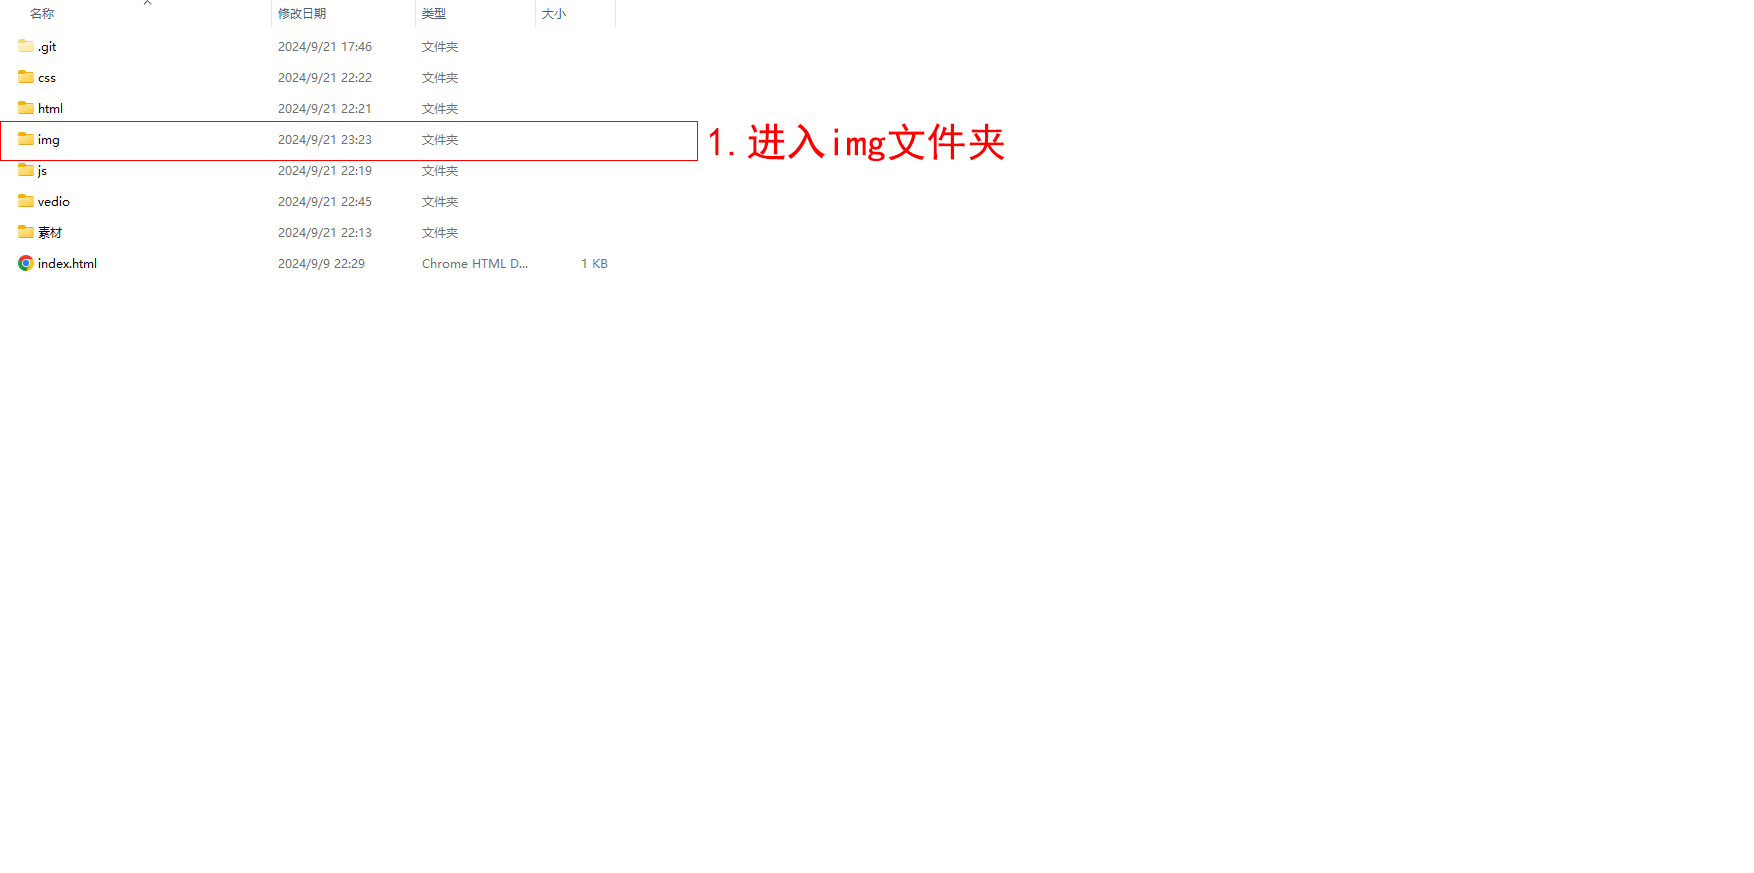 名称 修改日期 类型 大小
.git 2024/9/21 17:46 文件夹
css 2024/9/21 22:22 文件夹
html 2024/9/21 22:21 文件夹
img 2024/9/21 23:23 文件夹 1.进入img文件夹
js 2024/9/21 22:19 文件夹
vedio 2024/9/21 22:45 文件夹
素材 2024/9/21 22:13 文件夹
index.html 2024/9/9 22:29 Chrome HTML D... 1 KB